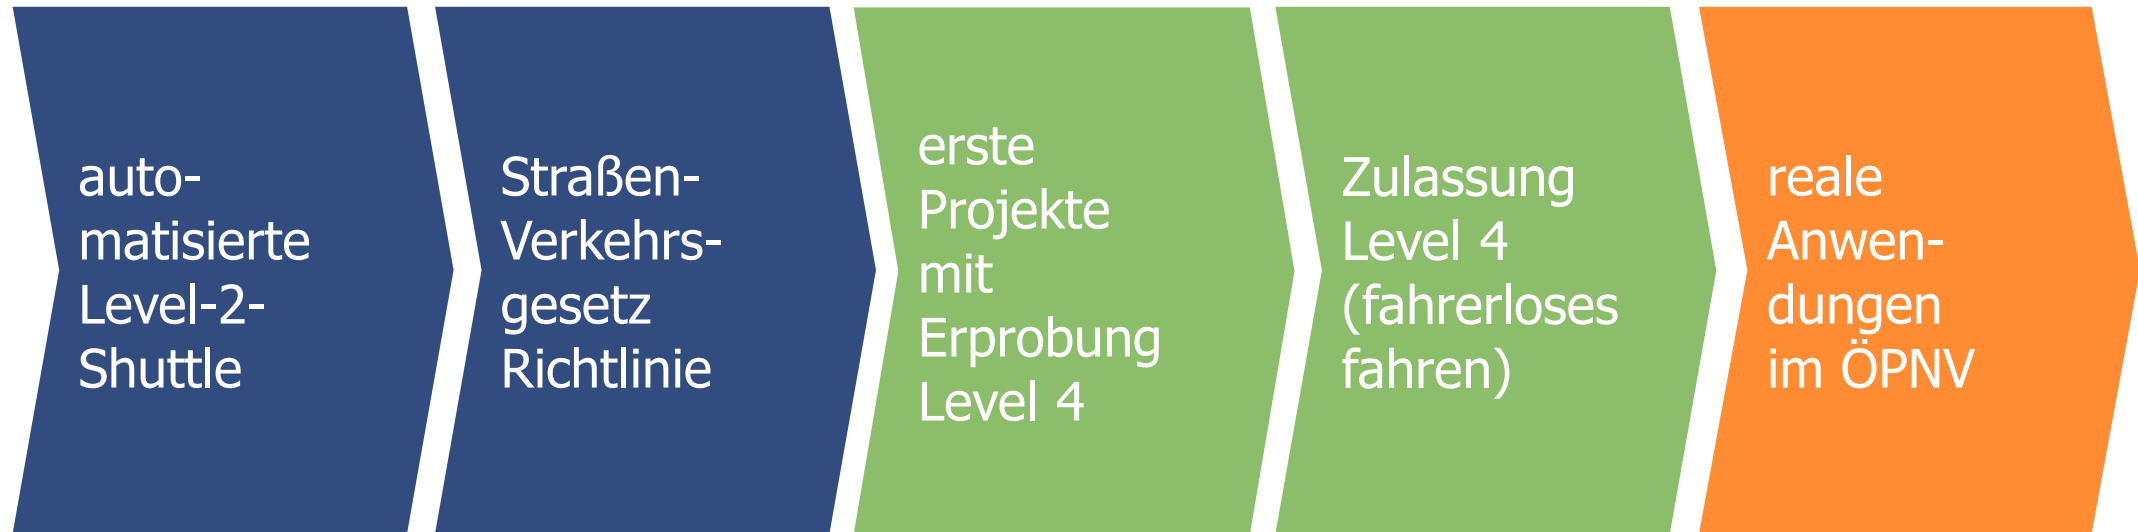 auto-
matisierte
Level-2-
Shuttle
Straßen-
Verkehrs-
gesetz
Richtlinie
erste
Projekte
mit
Erprobung
Level 4
Zulassung
Level 4
(fahrerloses
fahren)
reale
Anwen-
dungen
im ÖPNV